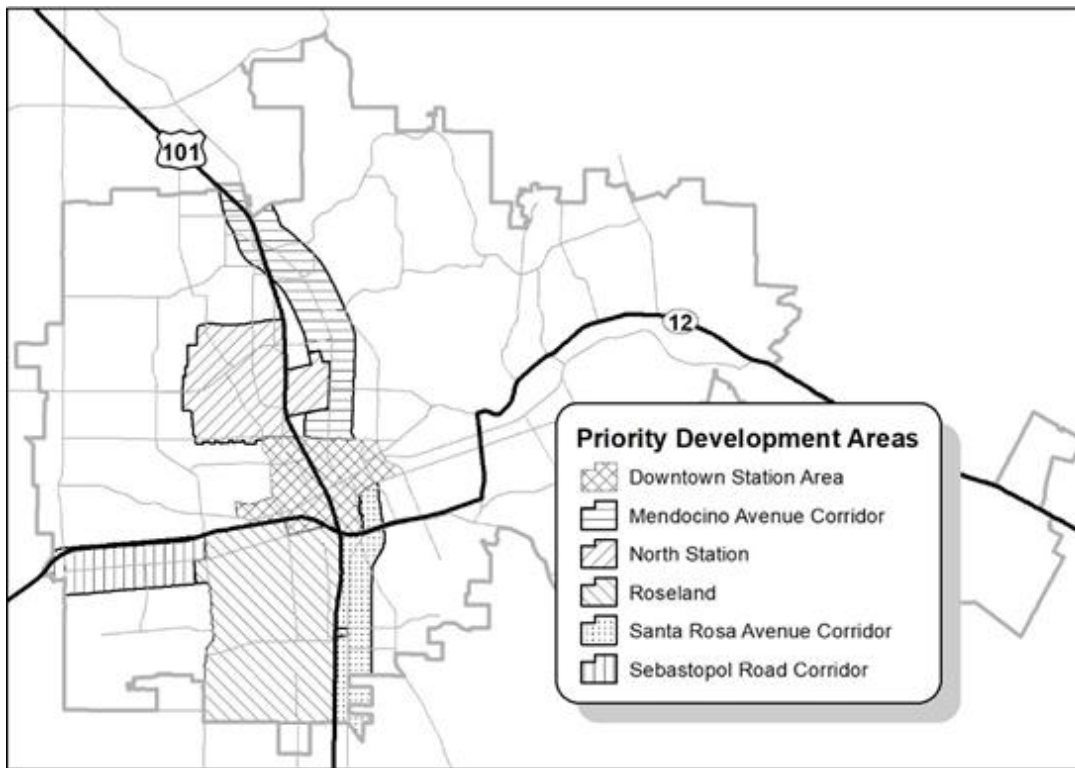 101
12
Priority Development Areas
Downtown Station Area
Mendocino Avenue Corridor
North Station
Roseland
Santa Rosa Avenue Corridor
Sebastopol Road Corridor